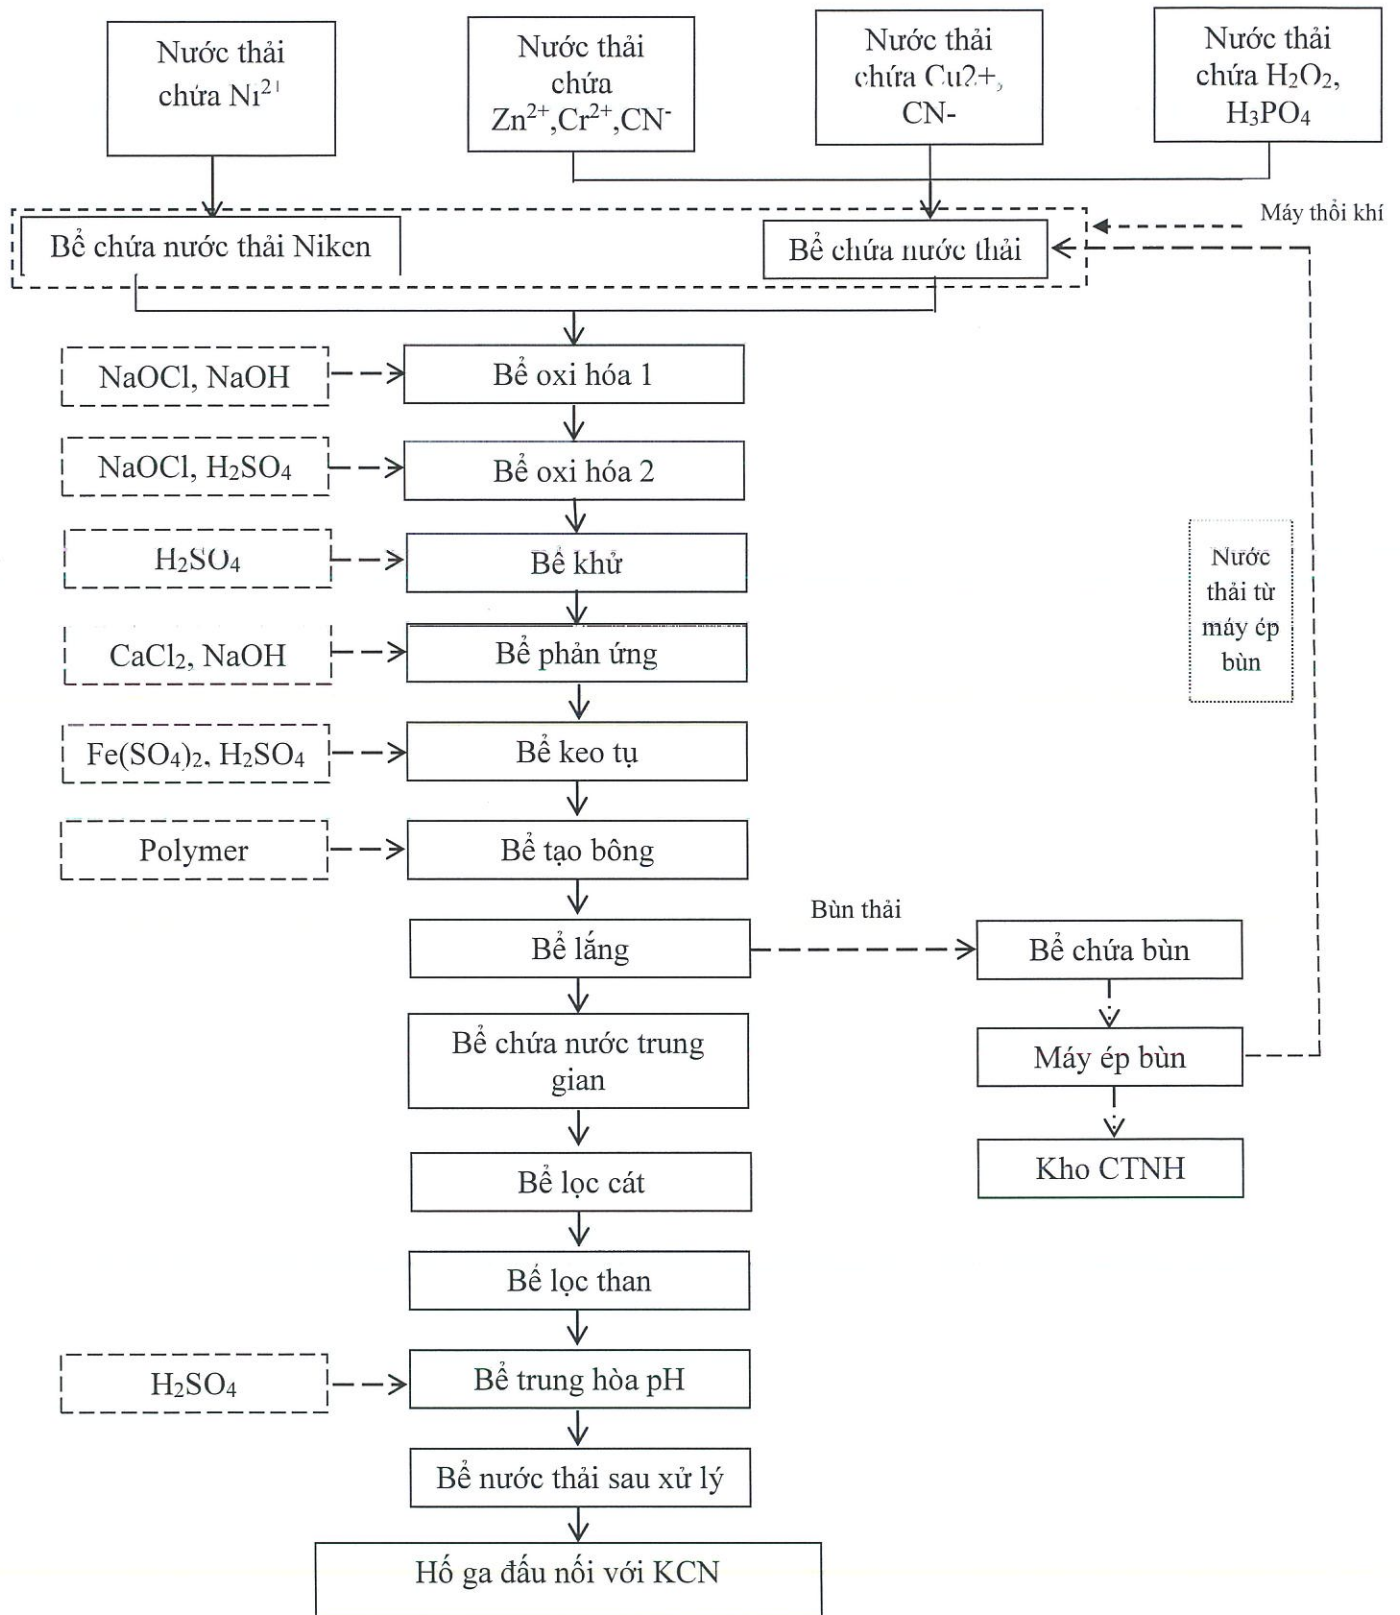 Nước thải
chứa Ni²⁺
Nước thải
chứa
Zn²⁺,Cr²⁺,CN⁻
Nước thải
chứa Cu2+,
CN-
Nước thải
chứa H₂O₂,
H₃PO₄
Máy thổi khí
Bể chứa nước thải Niken
Bể chứa nước thải
NaOCl, NaOH
Bể oxi hóa 1
NaOCl, H₂SO₄
Bể oxi hóa 2
H₂SO₄
Bể khử
Nước
thải từ
máy ép
bùn
CaCl₂, NaOH
Bể phản ứng
Fe(SO₄)₂, H₂SO₄
Bể keo tụ
Polymer
Bể tạo bông
Bùn thải
Bể lắng
Bể chứa bùn
Bể chứa nước trung
gian
Máy ép bùn
Bể lọc cát
Kho CTNH
Bể lọc than
H₂SO₄
Bể trung hòa pH
Bể nước thải sau xử lý
Hố ga đấu nối với KCN